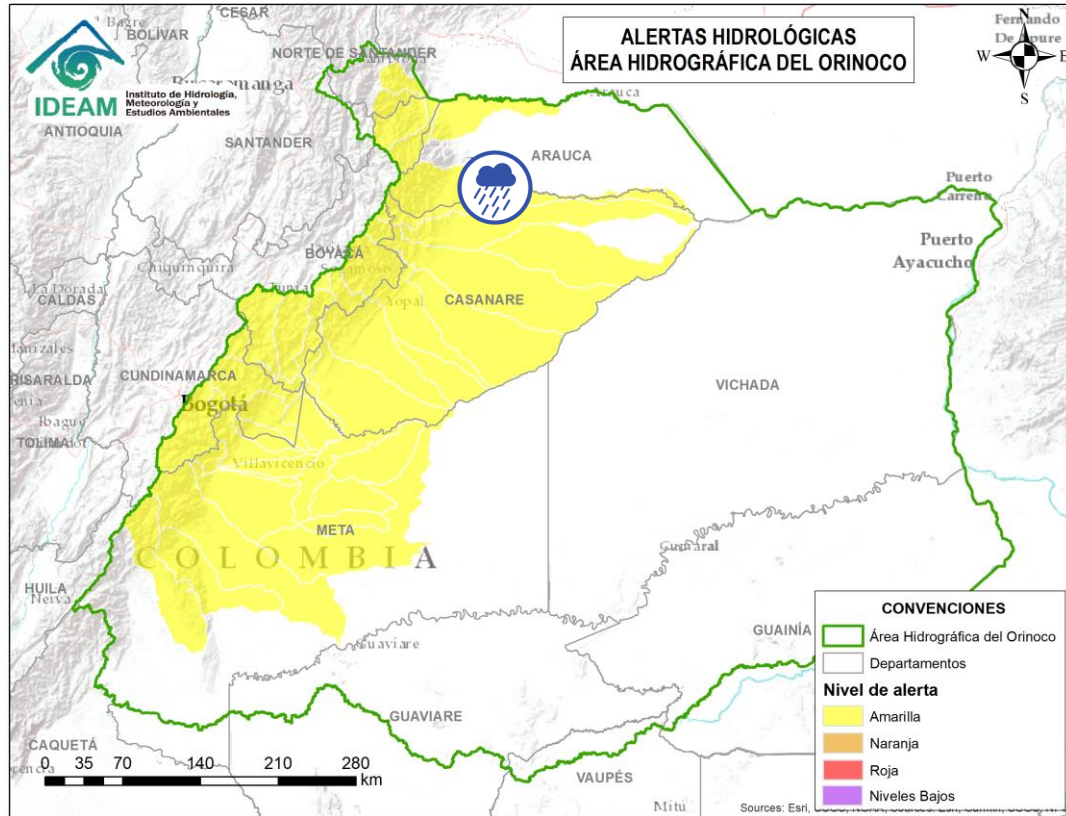 CESAR
Bagre
BOLÍVAR
NORTE DE SANTANDER
ALERTAS HIDROLÓGICAS
ÁREA HIDROGRÁFICA DEL ORINOCO
N
W E
S
IDEAM
Instituto de Hidrología,
Meteorología y
Estudios Ambientales
ANTIOQUIA
SANTANDER
Arauca
ARAUCA
Puerto
Carreño
Puerto
Ayacucho
BOYACÁ
Chiquinquirá
Tunja
La Dorada
CALDAS
Yopal
CASANARE
RISARALDA
CUNDINAMARCA
Bogotá
VICHADA
Ibagué
TOLIMA
Villavicencio
META
COLOMBIA
Cumaral
HUILA
Neiva
Guaviare
GUAINÍA
GUAVIARE
CAQUETÁ
VAUPÉS
Mitú
0 35 70 140 210 280
km
CONVENCIONES
Área Hidrográfica del Orinoco
Departamentos
Nivel de alerta
Amarilla
Naranja
Roja
Niveles Bajos
Sources: Esri,